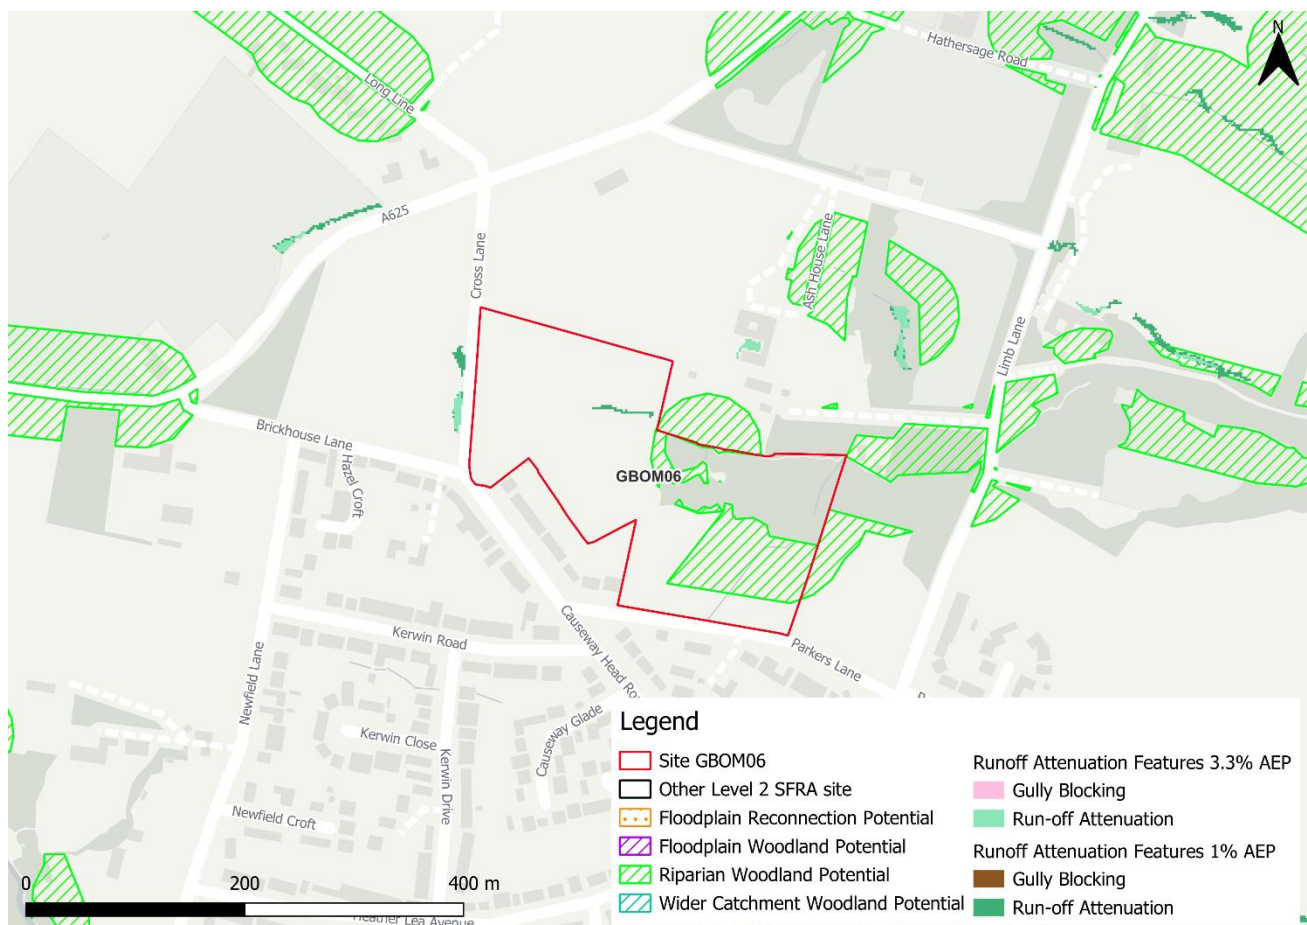 N
Hathersage Road
Long Line
A625
Cross Lane
Ash House Lane
Limb Lane
Brickhouse Lane
Hazel Croft
GBOM06
Newfield Lane
Kerwin Road
Causeway Head Ro
Parkers Lane
Causeway Glade
Kerwin Close
Kerwin Drive
Newfield Croft
Heather Lea Avenue
0 200 400 m
Legend
Site GBOM06
Other Level 2 SFRA site
Floodplain Reconnection Potential
Floodplain Woodland Potential
Riparian Woodland Potential
Wider Catchment Woodland Potential
Runoff Attenuation Features 3.3% AEP
Gully Blocking
Run-off Attenuation
Runoff Attenuation Features 1% AEP
Gully Blocking
Run-off Attenuation